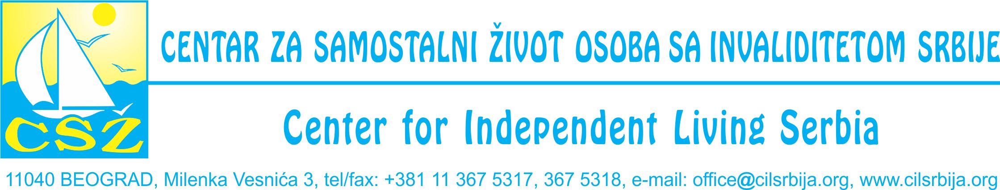 CENTAR ZA SAMOSTALNI ŽIVOT OSOBA SA INVALIDITETOM SRBIJE
Center for Independent Living Serbia
CSŽ
11040 BEOGRAD, Milenka Vesnića 3, tel/fax: +381 11 367 5317, 367 5318, e-mail: office@cilsrbija.org, www.cilsrbija.org